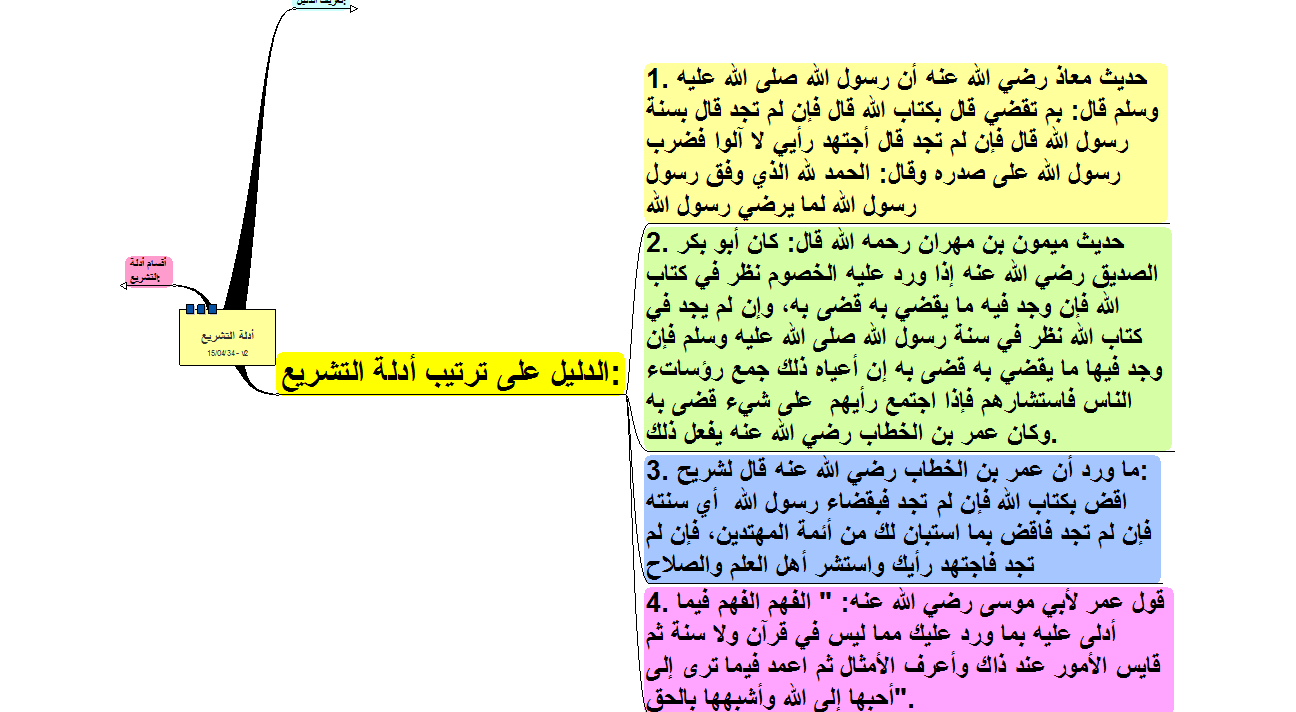 تعريف الدليل:
1. حديث معاذ رضي الله عنه أن رسول الله صلى الله عليه
وسلم قال: بم تقضي قال بكتاب الله قال فإن لم تجد قال بسنة
رسول الله قال فإن لم تجد قال أجتهد رأيي لا آلوا فضرب
رسول الله على صدره وقال: الحمد لله الذي وفق رسول
رسول الله لما يرضي رسول الله
2. حديث ميمون بن مهران رحمه الله قال: كان أبو بكر
الصديق رضي الله عنه إذا ورد عليه الخصوم نظر في كتاب
الله فإن وجد فيه ما يقضي به قضى به، وإن لم يجد في
كتاب الله نظر في سنة رسول الله صلى الله عليه وسلم فإن
وجد فيها ما يقضي به قضى به إن أعياه ذلك جمع رؤساتء
الناس فاستشارهم فإذا اجتمع رأيهم على شيء قضى به
وكان عمر بن الخطاب رضي الله عنه يفعل ذلك.
3. ما ورد أن عمر بن الخطاب رضي الله عنه قال لشريح:
اقض بكتاب الله فإن لم تجد فبقضاء رسول الله أي سنته
فإن لم تجد فاقض بما استبان لك من أئمة المهتدين، فإن لم
تجد فاجتهد رأيك واستشر أهل العلم والصلاح
4. قول عمر لأبي موسى رضي الله عنه: " الفهم الفهم فيما
أدلى عليه بما ورد عليك مما ليس في قرآن ولا سنة ثم
قايس الأمور عند ذاك وأعرف الأمثال ثم اعمد فيما ترى إلى
أحبها إلى الله وأشبهها بالحق".
الدليل على ترتيب أدلة التشريع:
أدلة التشريع
15/04/34 - v2
أقسام أدلة
التشريع: